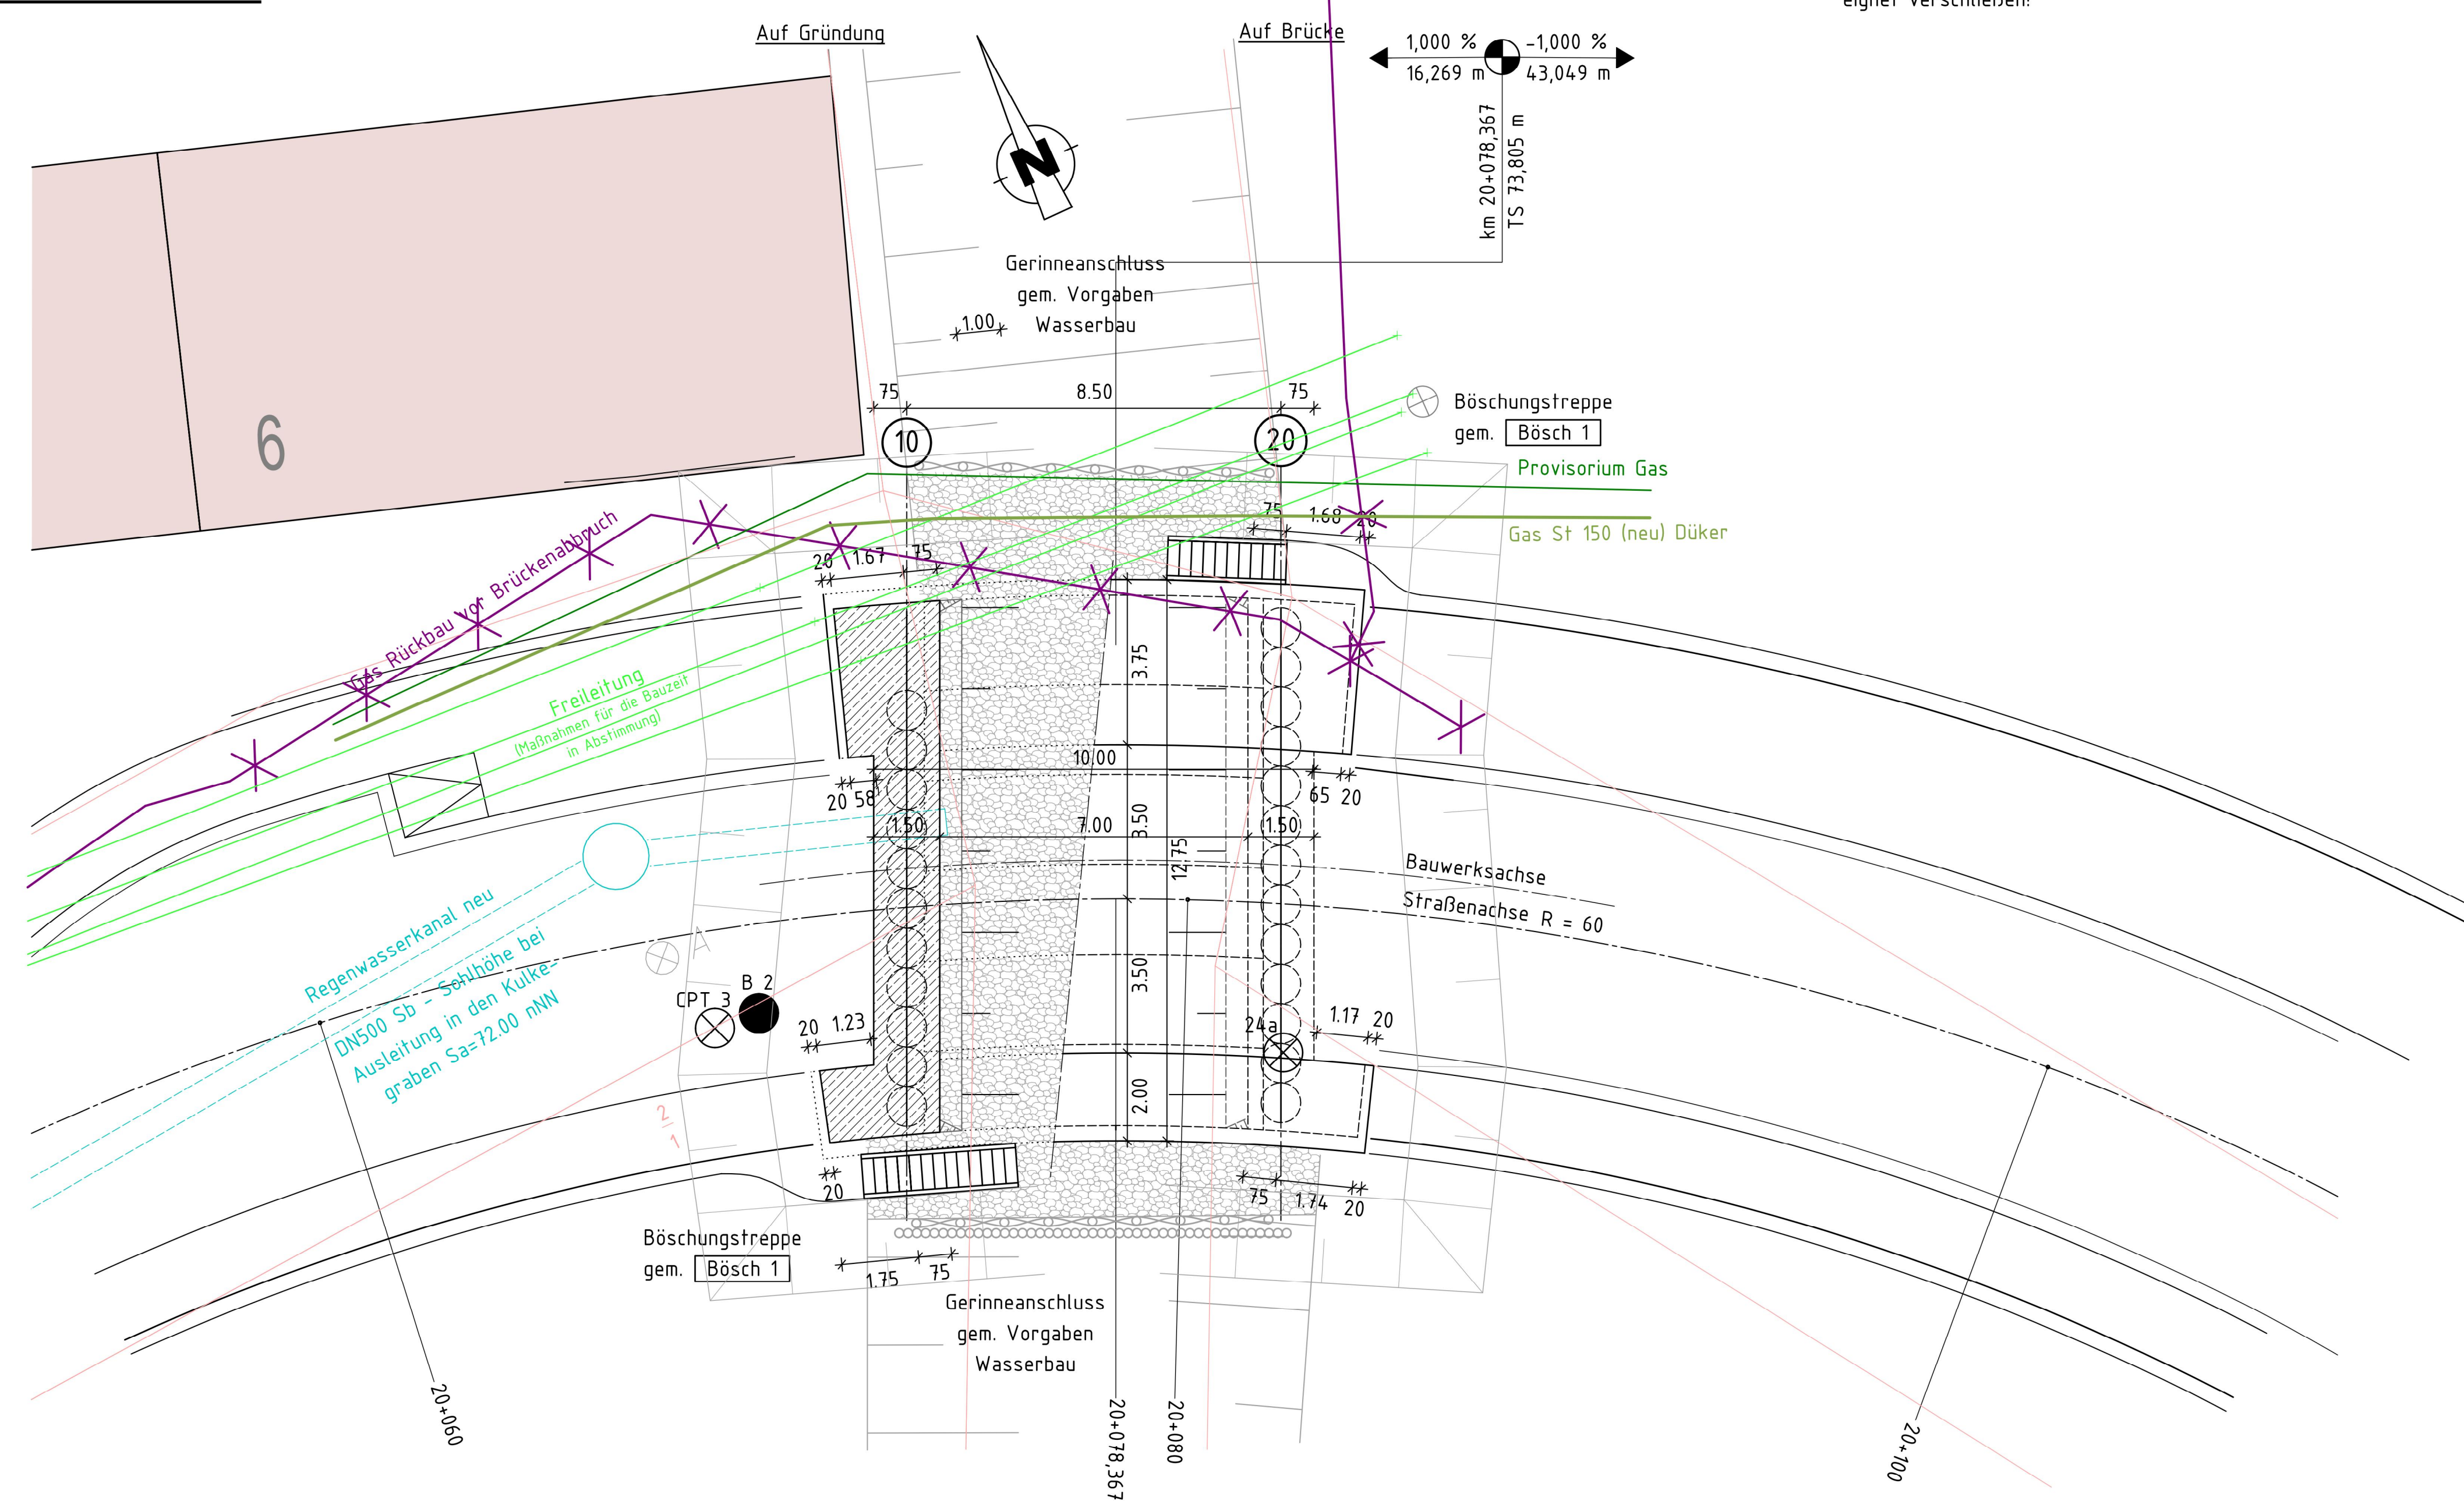 eignet verschließen!
Auf Gründung
Auf Brücke
1,000 %
-1,000 %
16,269 m
43,049 m
km 20+078,367
TS 73,805 m
N
Gerinneanschluss
gem. Vorgaben
Wasserbau
1.00
75
8.50
75
10
20
Böschungstreppe
gem. Bösch 1
Provisorium Gas
Gas St 150 (neu) Düker
6
Gas Rückbau vor Brückenabbruch
20 1.67 75
75 1.68 20
Freileitung
(Maßnahmen für die Bauzeit
in Abstimmung)
3.75
10.00
20 58
65 20
1.50
7.00
3.50
1.50
12.75
Bauwerksachse
Straßenachse R = 60
Regenwasserkanal neu
DN500 Sb - Sohlhöhe bei
Ausleitung in den Kulke-
graben Sa=72.00 nNN
A
CPT 3
B 2
20 1.23
3.50
24a
1.17 20
2
1
2.00
20
75 1.74 20
Böschungstreppe
gem. Bösch 1
1.75 75
Gerinneanschluss
gem. Vorgaben
Wasserbau
20+060
20+078,367
20+080
20+100